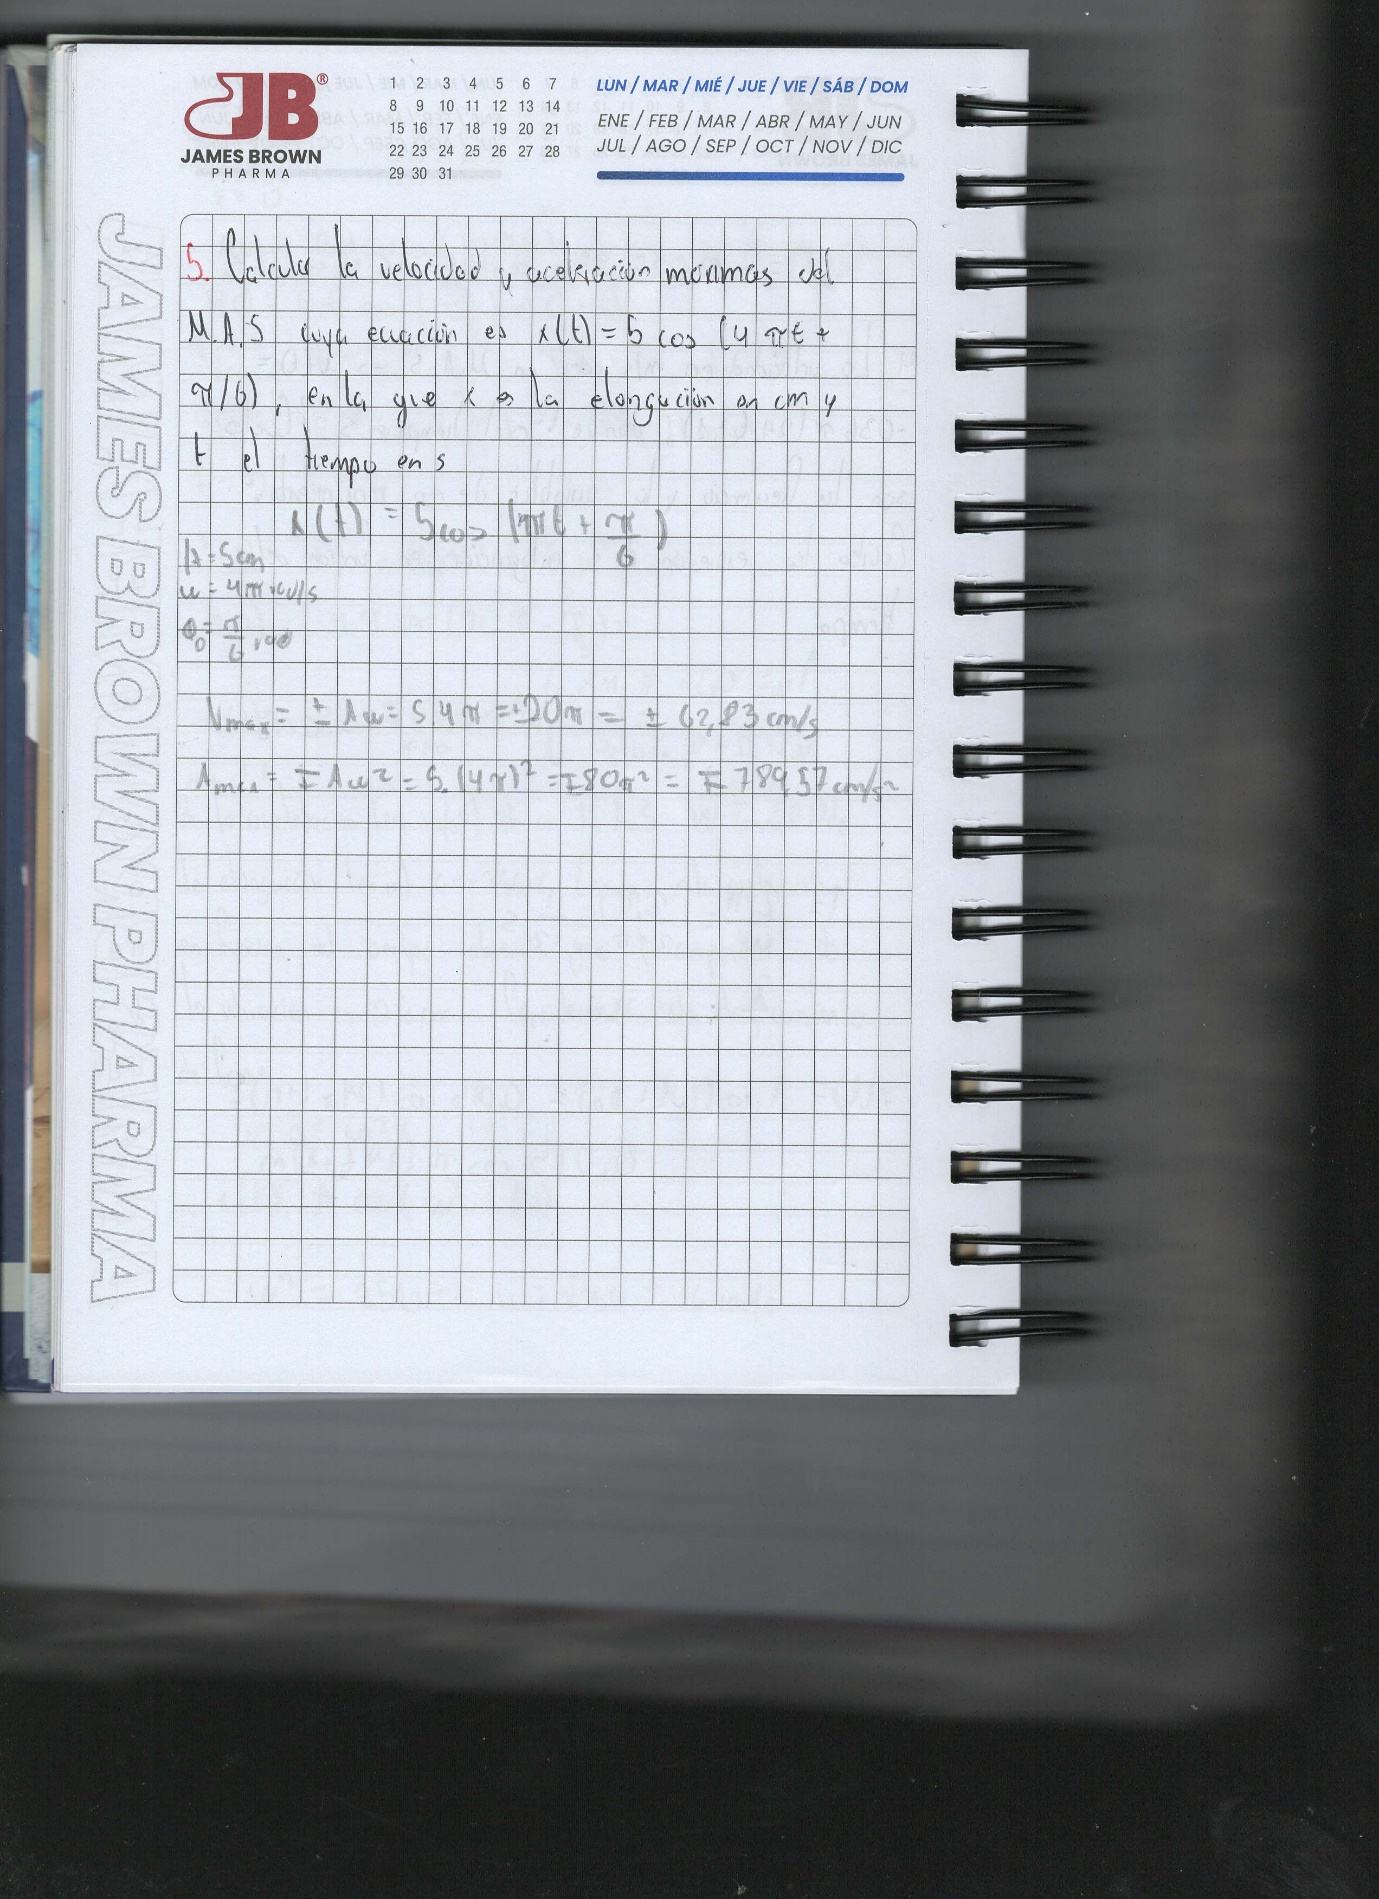 JB®
JAMES BROWN
PHARMA
1 2 3 4 5 6 7
8 9 10 11 12 13 14
15 16 17 18 19 20 21
22 23 24 25 26 27 28
29 30 31
LUN / MAR / MIÉ / JUE / VIE / SÁB / DOM
ENE / FEB / MAR / ABR / MAY / JUN
JUL / AGO / SEP / OCT / NOV / DIC
JAMES BROWN PHARMA
5. Calcula la velocidad y aceleración máximas del
M.A.S cuya ecuación es x(t) = 5 cos (4 πt +
π/6), en la que x es la elongación en cm y
t el tiempo en s
x(t) = 5cos (4πt + π/6)
A = 5cm
ω = 4π rad/s
φ₀ = π/6 rad
Vmax = ± Aω = 5.4π = ±20π = ± 62,83 cm/s
Amax = ∓ Aω² = 5.(4π)² = ∓80π² = ∓ 789,57 cm/s²